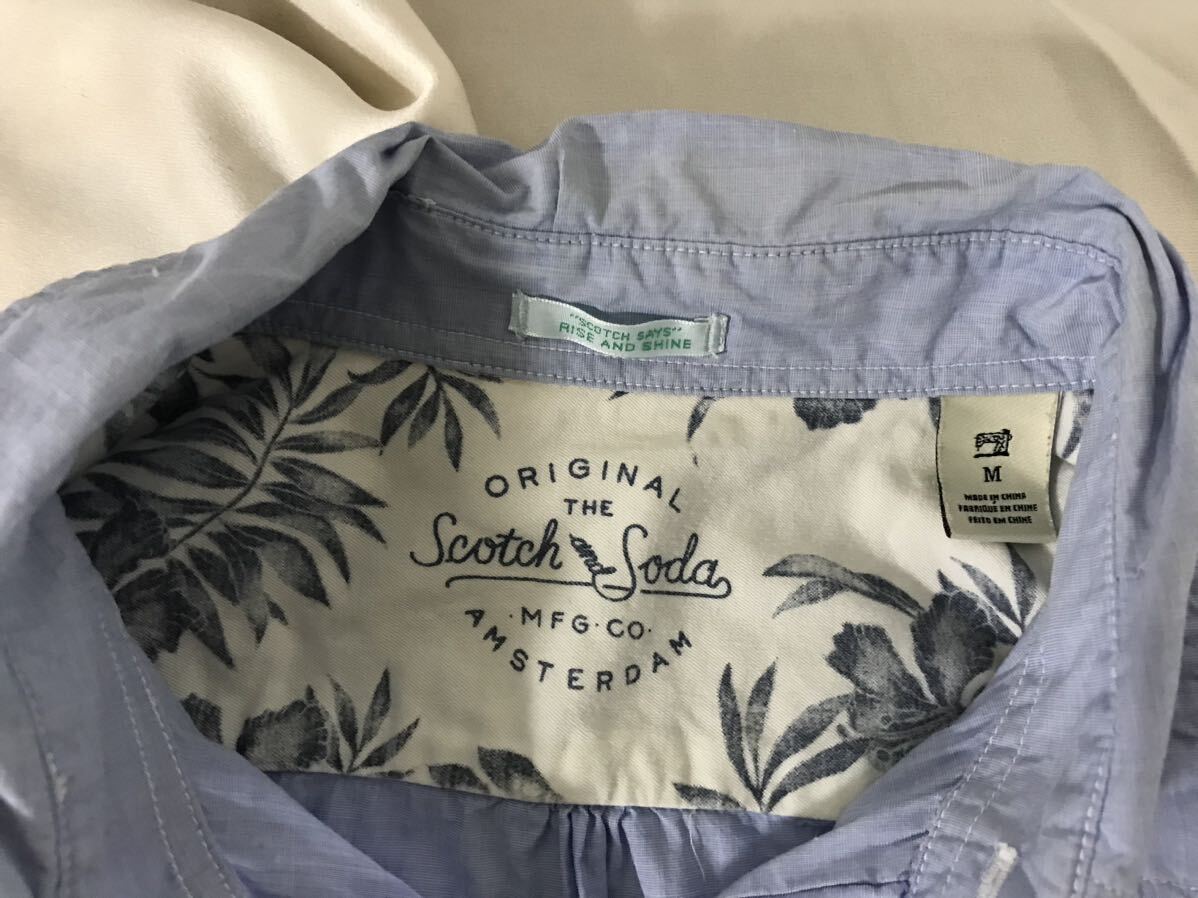 "SCOTCH SAYS"
RISE AND SHINE
ORIGINAL
THE
Scotch and Soda
·MFG·CO·
AMSTERDAM
M
MADE IN CHINA
FABRIQUE EN CHINE
FEITO EM CHINE